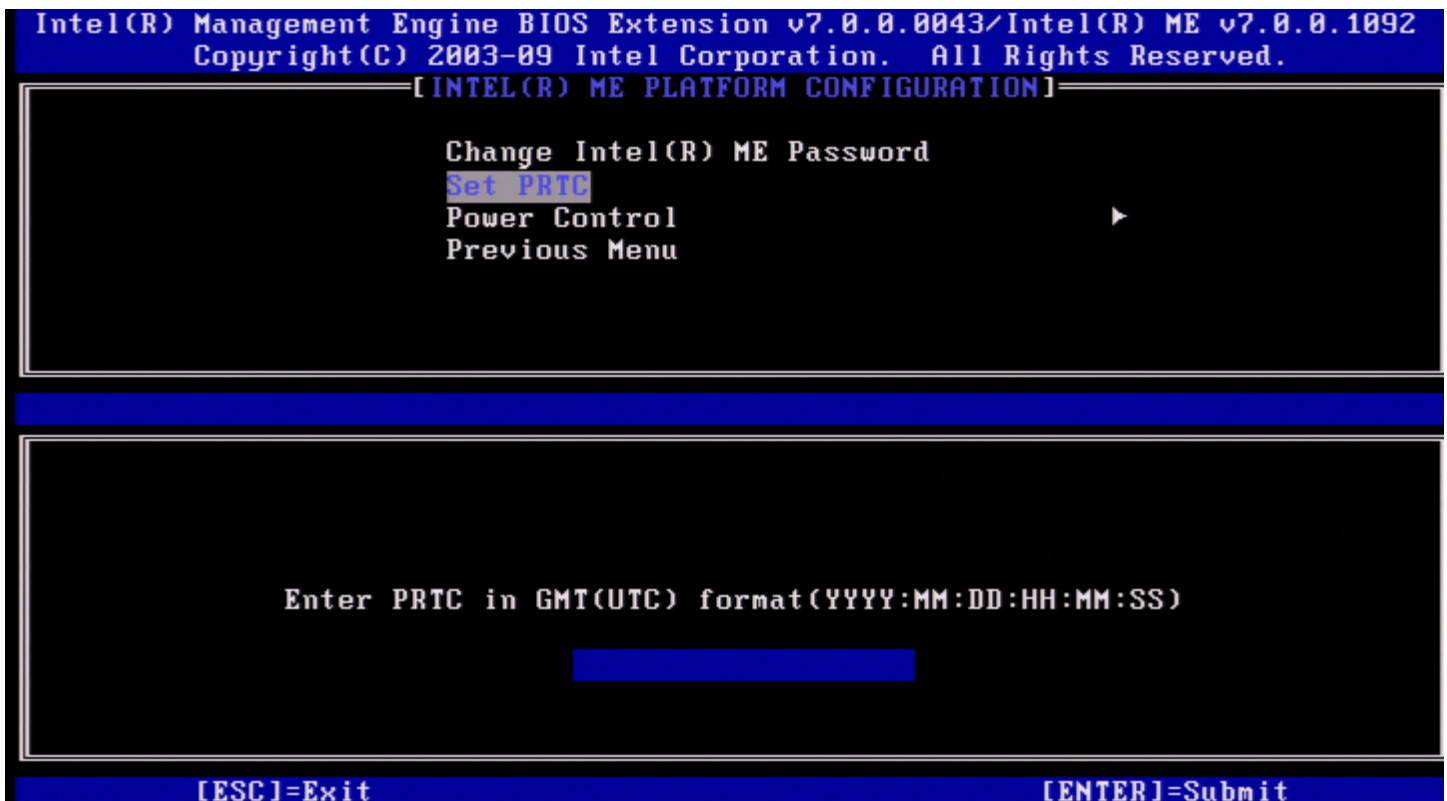 Intel(R) Management Engine BIOS Extension v7.0.0.0043/Intel(R) ME v7.0.0.1092
Copyright(C) 2003-09 Intel Corporation. All Rights Reserved.
[INTEL(R) ME PLATFORM CONFIGURATION]
Change Intel(R) ME Password
Set PRTC
Power Control
Previous Menu
Enter PRTC in GMT(UTC) format(YYYY:MM:DD:HH:MM:SS)
[ESC]=Exit [ENTER]=Submit